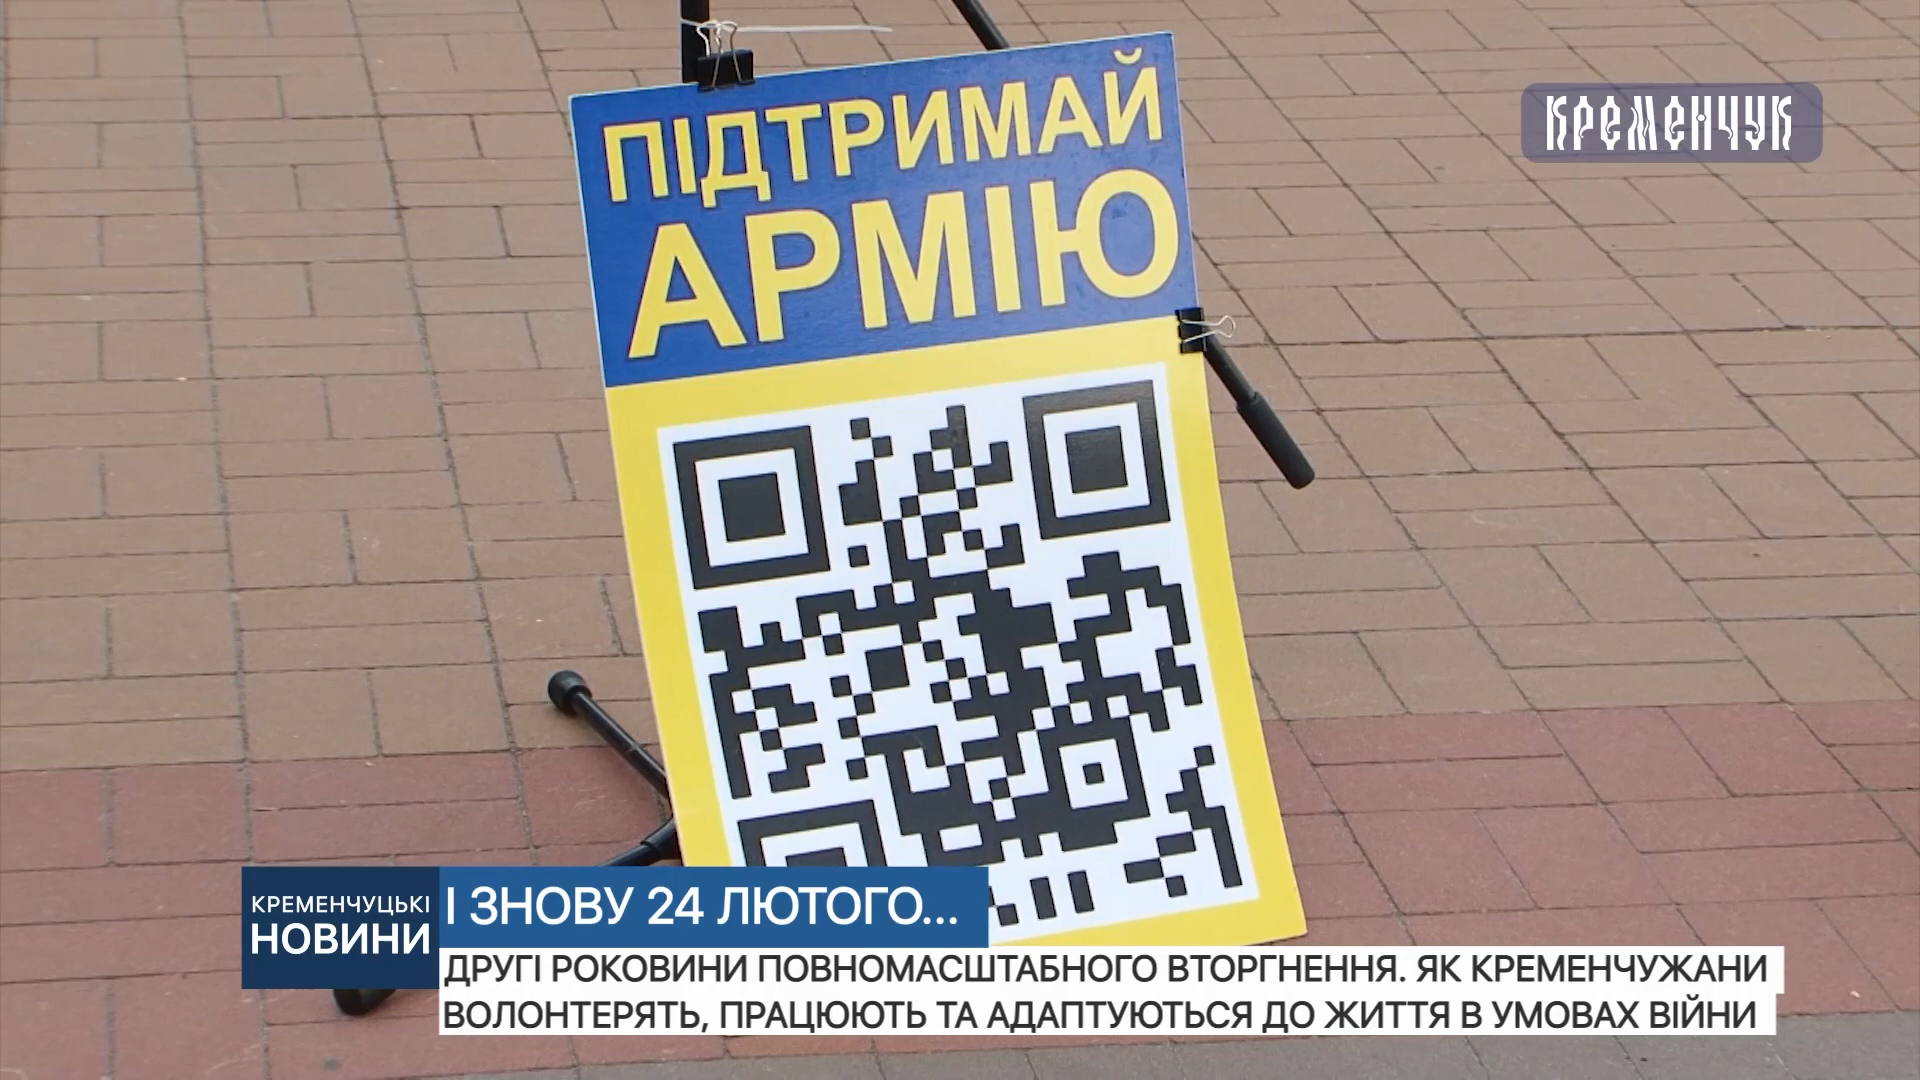 ПІДТРИМАЙ
АРМІЮ
КРЕМЕНЧУК
КРЕМЕНЧУЦЬКІ
НОВИНИ
І ЗНОВУ 24 ЛЮТОГО...
ДРУГІ РОКОВИНИ ПОВНОМАСШТАБНОГО ВТОРГНЕННЯ. ЯК КРЕМЕНЧУЖАНИ
ВОЛОНТЕРЯТЬ, ПРАЦЮЮТЬ ТА АДАПТУЮТЬСЯ ДО ЖИТТЯ В УМОВАХ ВІЙНИ